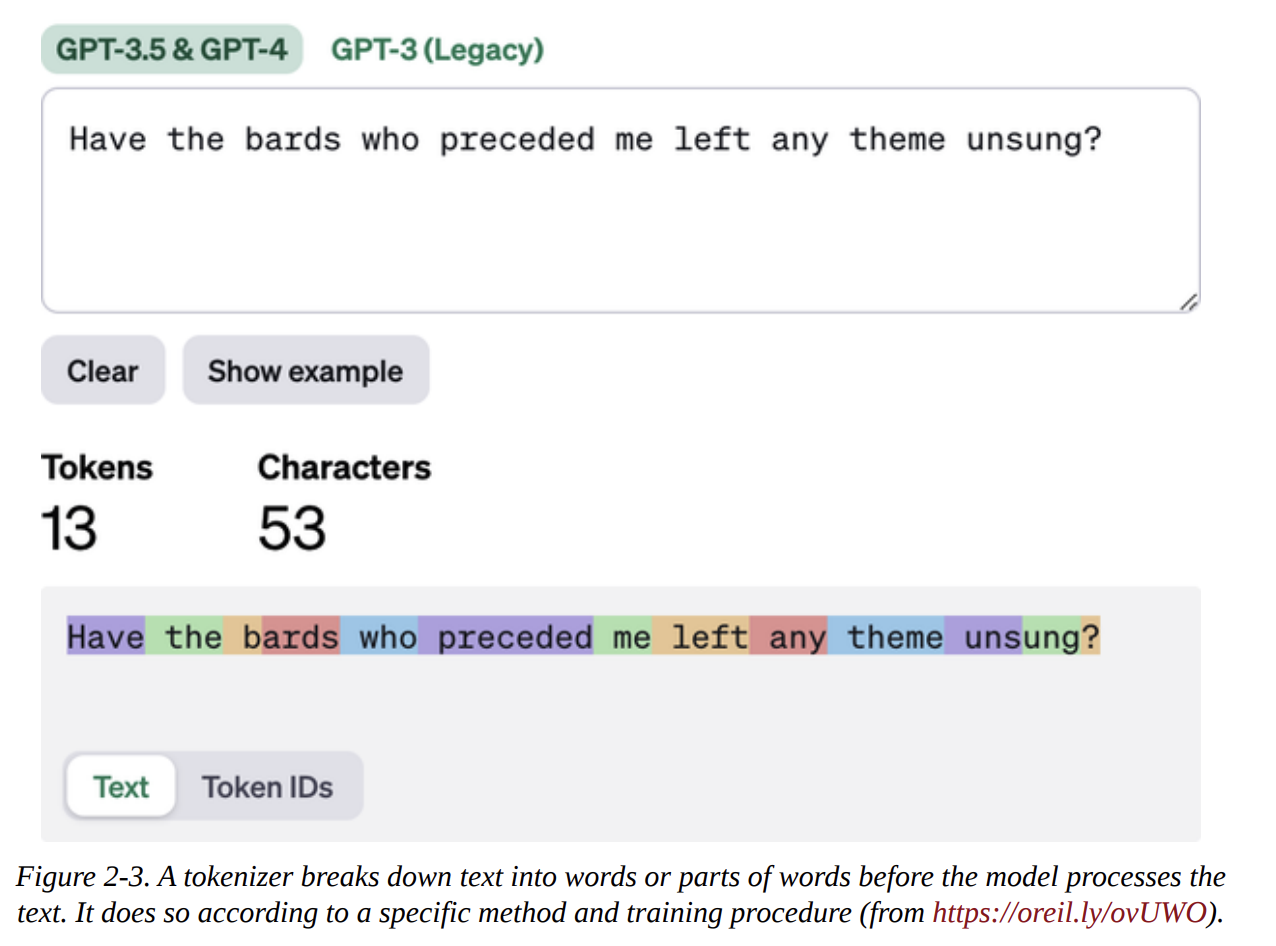 GPT-3.5 & GPT-4 GPT-3 (Legacy)
Have the bards who preceded me left any theme unsung?
Clear Show example
Tokens Characters
13 53
Have the bards who preceded me left any theme unsung?
Text Token IDs
Figure 2-3. A tokenizer breaks down text into words or parts of words before the model processes the
text. It does so according to a specific method and training procedure (from https://oreil.ly/ovUWO).